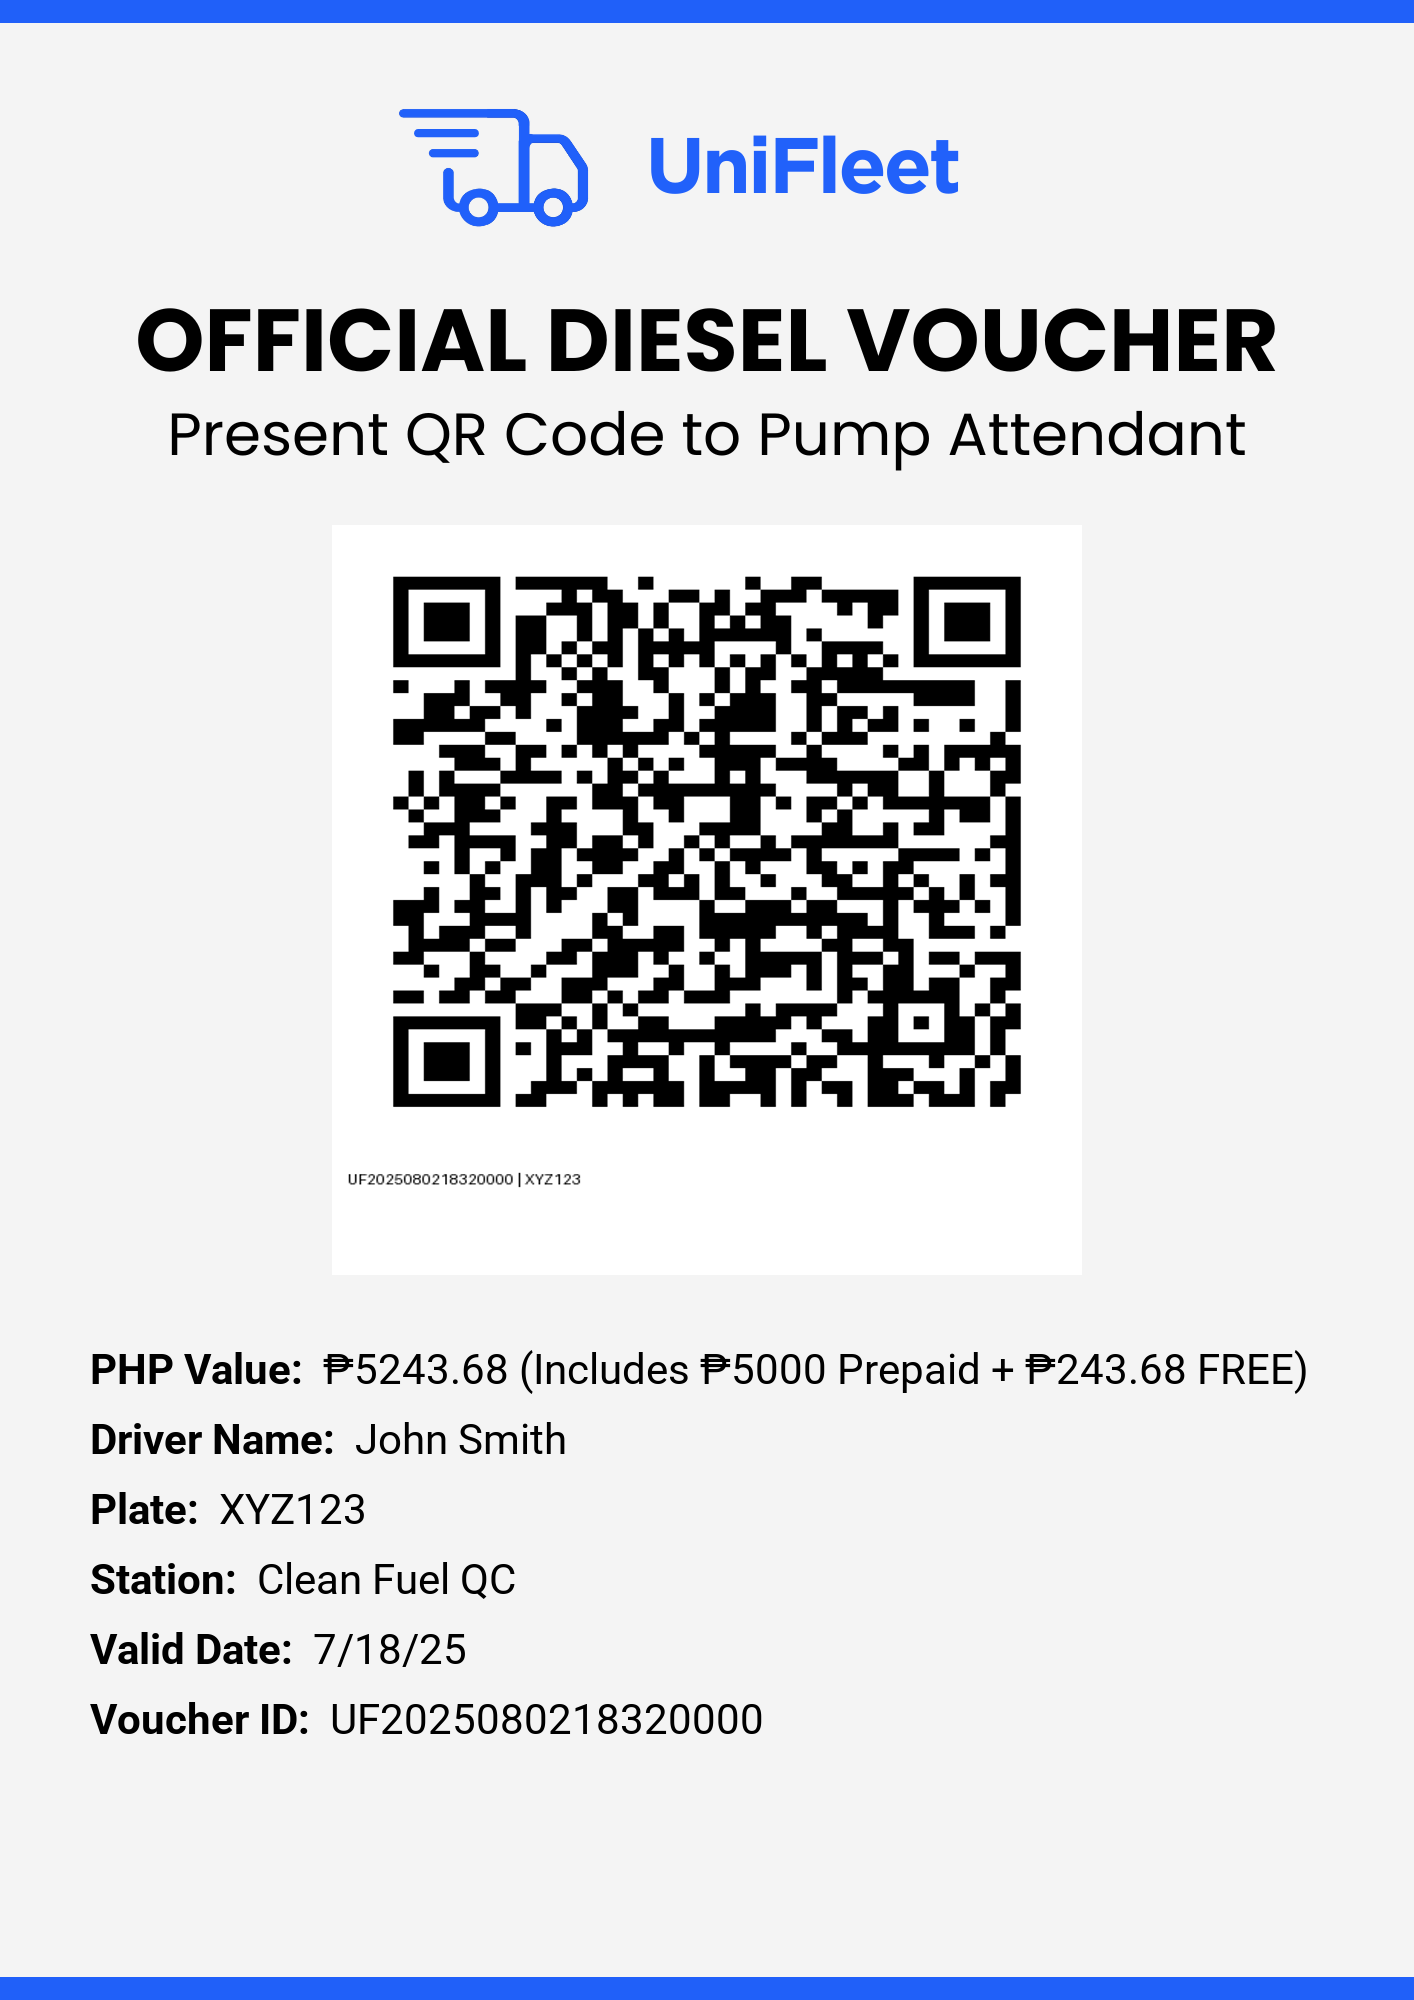 UniFleet
OFFICIAL DIESEL VOUCHER
Present QR Code to Pump Attendant
UF2025080218320000 | XYZ123
PHP Value: ₱5243.68 (Includes ₱5000 Prepaid + ₱243.68 FREE)
Driver Name: John Smith
Plate: XYZ123
Station: Clean Fuel QC
Valid Date: 7/18/25
Voucher ID: UF2025080218320000